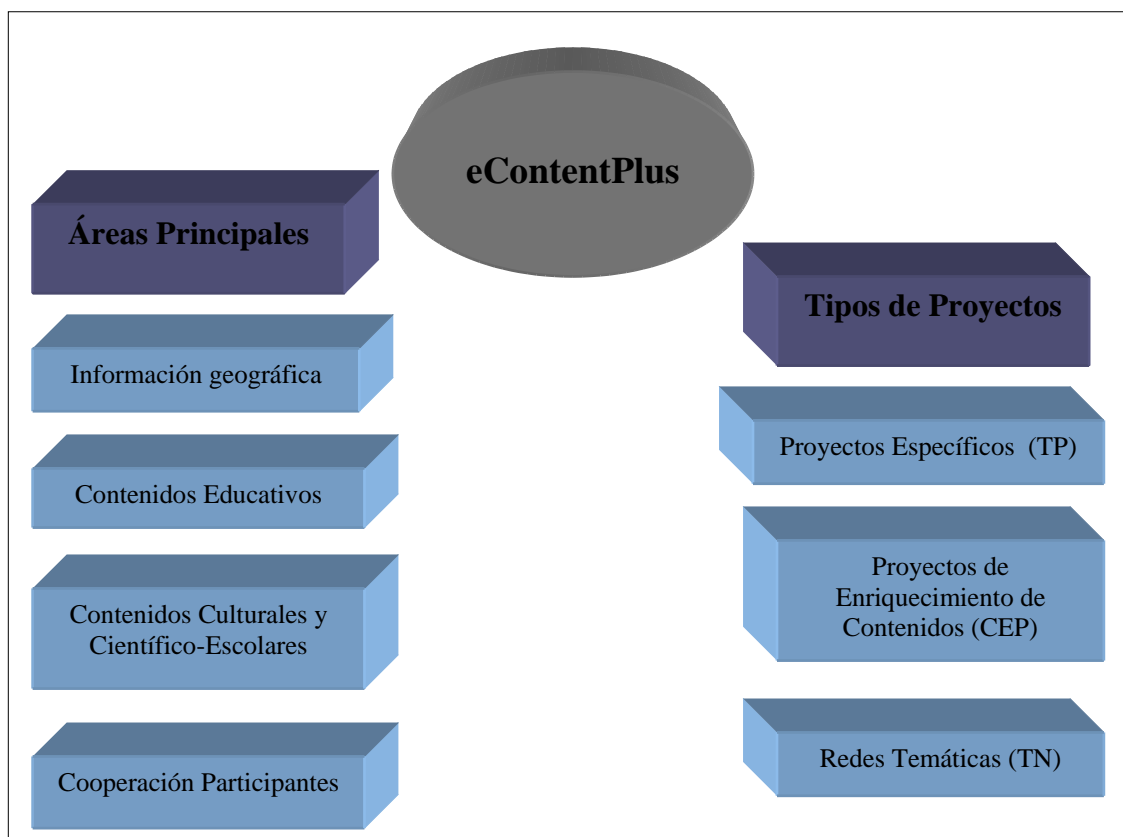 eContentPlus
Áreas Principales
Información geográfica
Contenidos Educativos
Contenidos Culturales y
Científico-Escolares
Cooperación Participantes
Tipos de Proyectos
Proyectos Específicos (TP)
Proyectos de
Enriquecimiento de
Contenidos (CEP)
Redes Temáticas (TN)